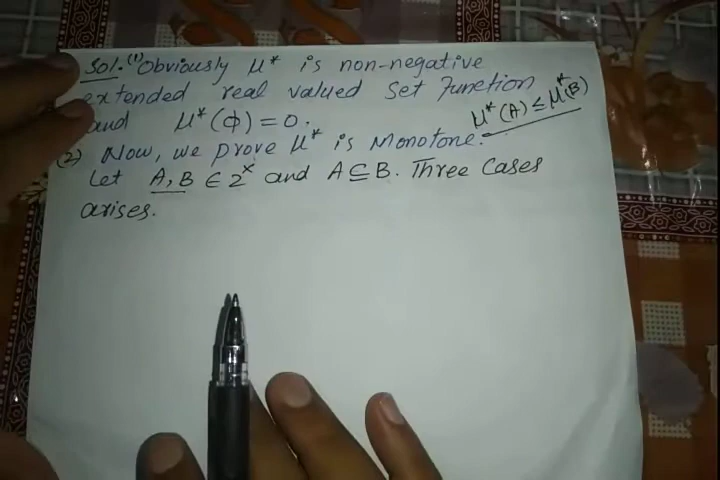 Sol. (1) Obviously μ* is non-negative
extended real valued set Function
and μ*(ϕ) = 0.
μ*(A) ≤ μ*(B)
(2) Now, we prove μ* is Monotone.
Let A, B ∈ 2^X and A ⊆ B. Three Cases
arises.